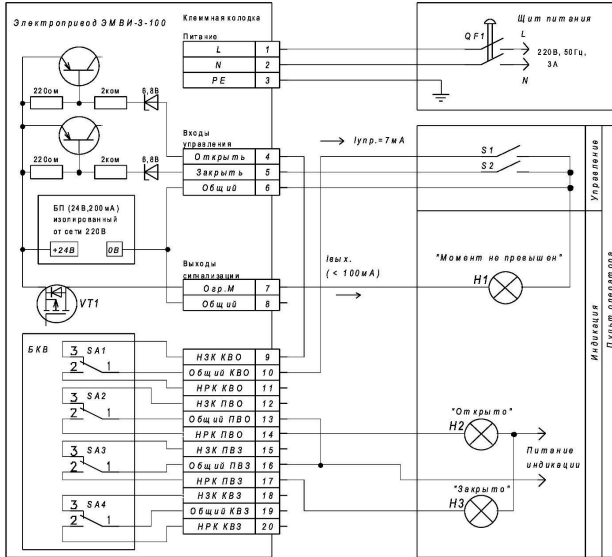 Электропривод ЭМВИ-З-100
Клеммная колодка
Питание
L 1
N 2
PE 3
220ом
2ком
6,8В
220ом
2ком
6,8В
Входы
управления
Открыть 4
Закрыть 5
Общий 6
БП (24В,200мА)
изолированный
от сети 220В
+24В
0В
Выходы
сигнализации
Огр.М 7
Общий 8
VT1
БКВ
3 SA1
2 1
SA2
3
2 1
3 SA3
2 1
3 SA4
2 1
НЗК КВО 9
Общий КВО 10
НРК КВО 11
НЗК ПВО 12
Общий ПВО 13
НРК ПВО 14
НЗК ПВЗ 15
Общий ПВЗ 16
НРК ПВЗ 17
НЗК КВЗ 18
Общий КВЗ 19
НРК КВЗ 20
Щит питания
QF1
L
220В, 50Гц,
3А
N
Iупр.=7мА
S1
S2
Управление
Iвых.
(< 100мА)
"Момент не превышен"
H1
Индикация
Пульт оператора
"Открыто"
H2
Питание
индикации
"Закрыто"
H3